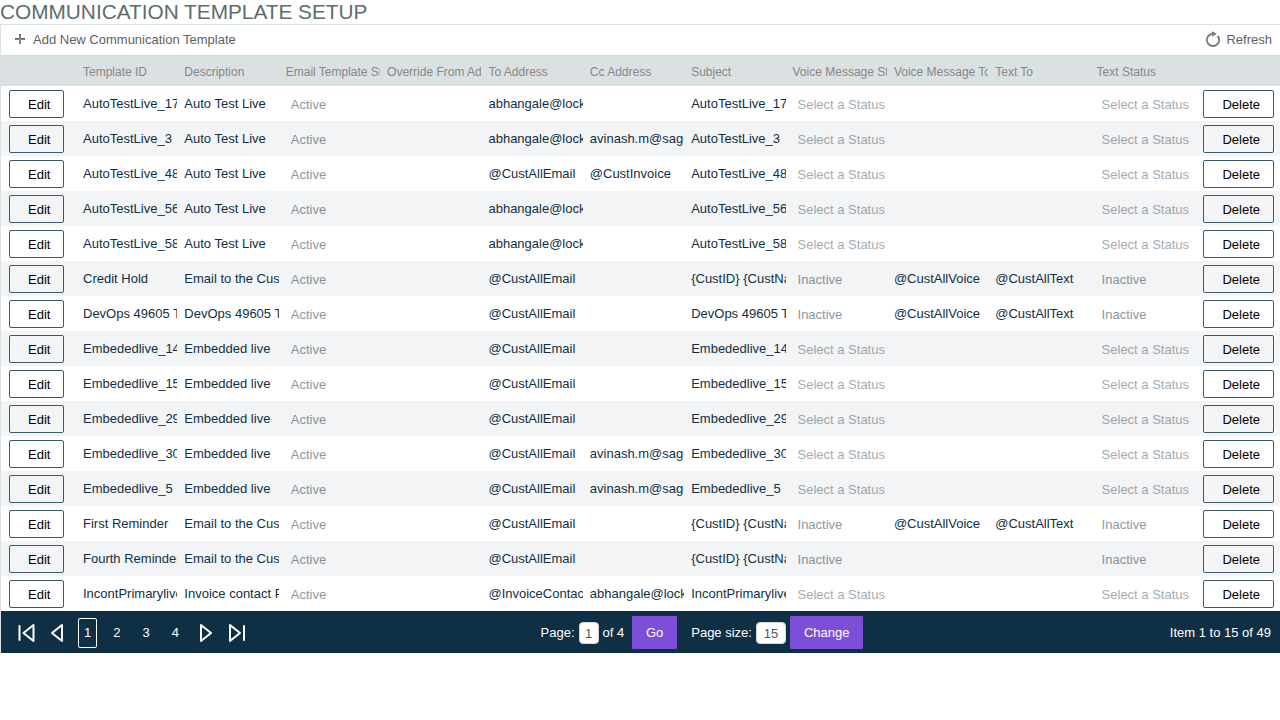 COMMUNICATION TEMPLATE SETUP
Add New Communication Template Refresh
Template ID Description Email Template St Override From Ad To Address Cc Address Subject Voice Message St Voice Message To Text To Text Status
Edit AutoTestLive_17 Auto Test Live Active abhangale@lock AutoTestLive_17 Select a Status Select a Status Delete
Edit AutoTestLive_3 Auto Test Live Active abhangale@lock avinash.m@sag AutoTestLive_3 Select a Status Select a Status Delete
Edit AutoTestLive_48 Auto Test Live Active @CustAllEmail @CustInvoice AutoTestLive_48 Select a Status Select a Status Delete
Edit AutoTestLive_56 Auto Test Live Active abhangale@lock AutoTestLive_56 Select a Status Select a Status Delete
Edit AutoTestLive_58 Auto Test Live Active abhangale@lock AutoTestLive_58 Select a Status Select a Status Delete
Edit Credit Hold Email to the Cus Active @CustAllEmail {CustID} {CustNa Inactive @CustAllVoice @CustAllText Inactive Delete
Edit DevOps 49605 T DevOps 49605 T Active @CustAllEmail DevOps 49605 T Inactive @CustAllVoice @CustAllText Inactive Delete
Edit Embededlive_14 Embedded live Active @CustAllEmail Embededlive_14 Select a Status Select a Status Delete
Edit Embededlive_15 Embedded live Active @CustAllEmail Embededlive_15 Select a Status Select a Status Delete
Edit Embededlive_29 Embedded live Active @CustAllEmail Embededlive_29 Select a Status Select a Status Delete
Edit Embededlive_30 Embedded live Active @CustAllEmail avinash.m@sag Embededlive_30 Select a Status Select a Status Delete
Edit Embededlive_5 Embedded live Active @CustAllEmail avinash.m@sag Embededlive_5 Select a Status Select a Status Delete
Edit First Reminder Email to the Cus Active @CustAllEmail {CustID} {CustNa Inactive @CustAllVoice @CustAllText Inactive Delete
Edit Fourth Reminde Email to the Cus Active @CustAllEmail {CustID} {CustNa Inactive Inactive Delete
Edit IncontPrimarylive Invoice contact P Active @InvoiceContac abhangale@lock IncontPrimarylive Select a Status Select a Status Delete
1 2 3 4 Page: 1 of 4 Go Page size: 15 Change Item 1 to 15 of 49